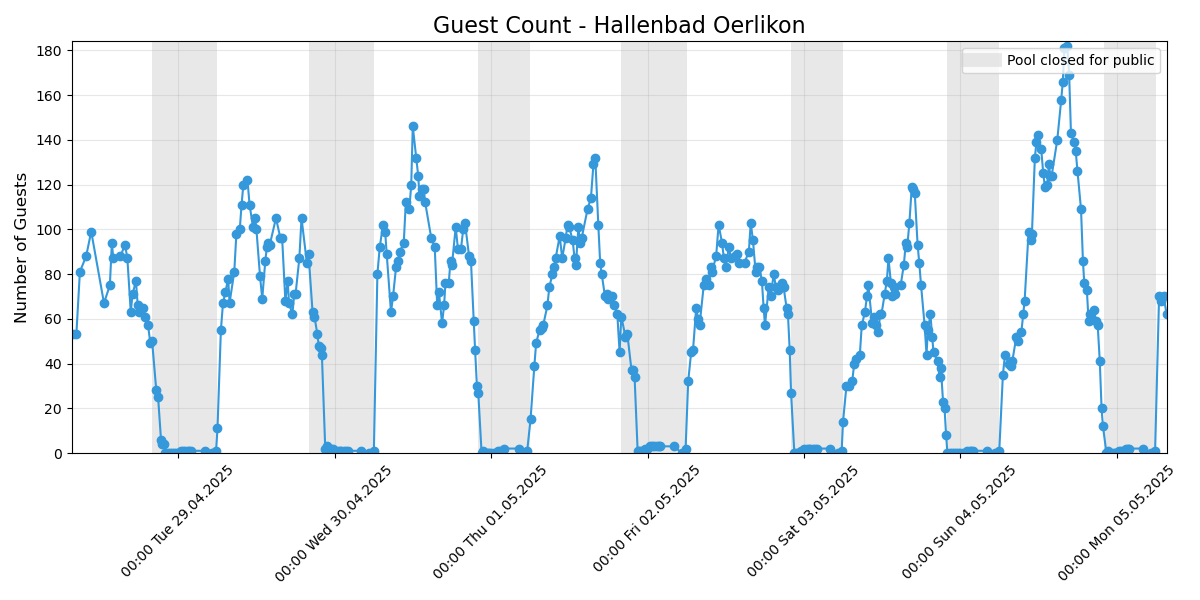 Guest Count - Hallenbad Oerlikon
Pool closed for public
Number of Guests
180
160
140
120
100
80
60
40
20
0
00:00 Tue 29.04.2025
00:00 Wed 30.04.2025
00:00 Thu 01.05.2025
00:00 Fri 02.05.2025
00:00 Sat 03.05.2025
00:00 Sun 04.05.2025
00:00 Mon 05.05.2025